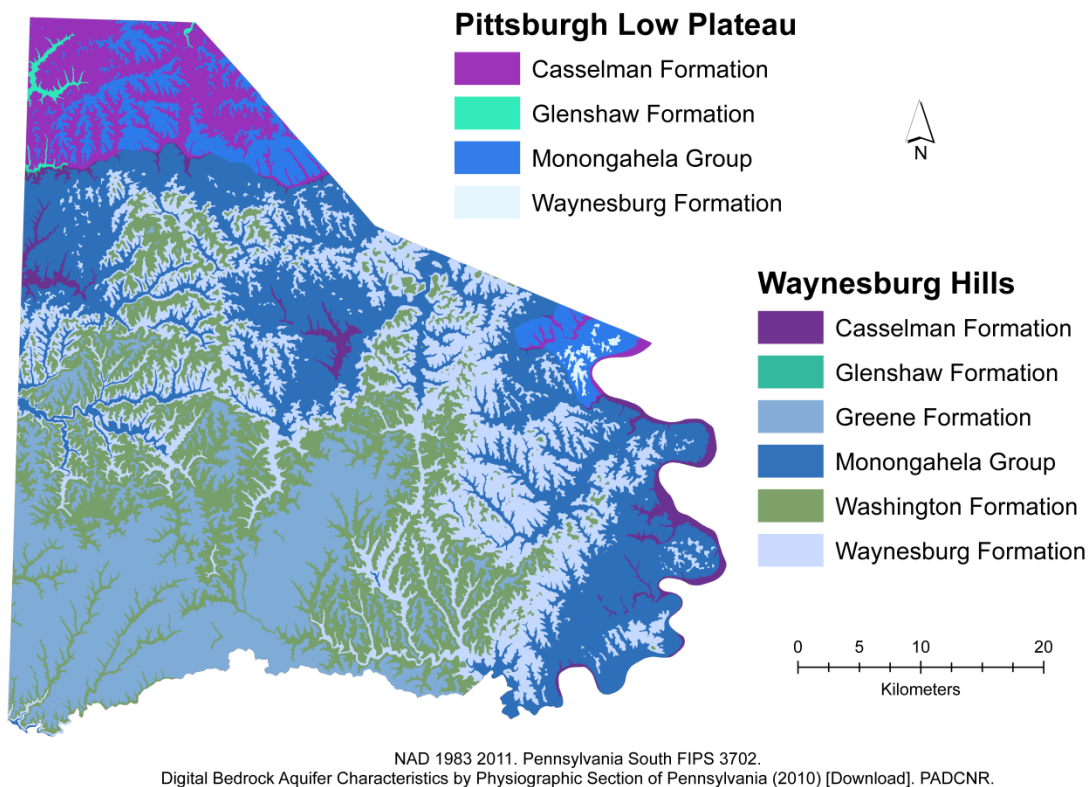 Pittsburgh Low Plateau
Casselman Formation
Glenshaw Formation
Monongahela Group
Waynesburg Formation
N
Waynesburg Hills
Casselman Formation
Glenshaw Formation
Greene Formation
Monongahela Group
Washington Formation
Waynesburg Formation
0 5 10 20
Kilometers
NAD 1983 2011. Pennsylvania South FIPS 3702.
Digital Bedrock Aquifer Characteristics by Physiographic Section of Pennsylvania (2010) [Download]. PADCNR.